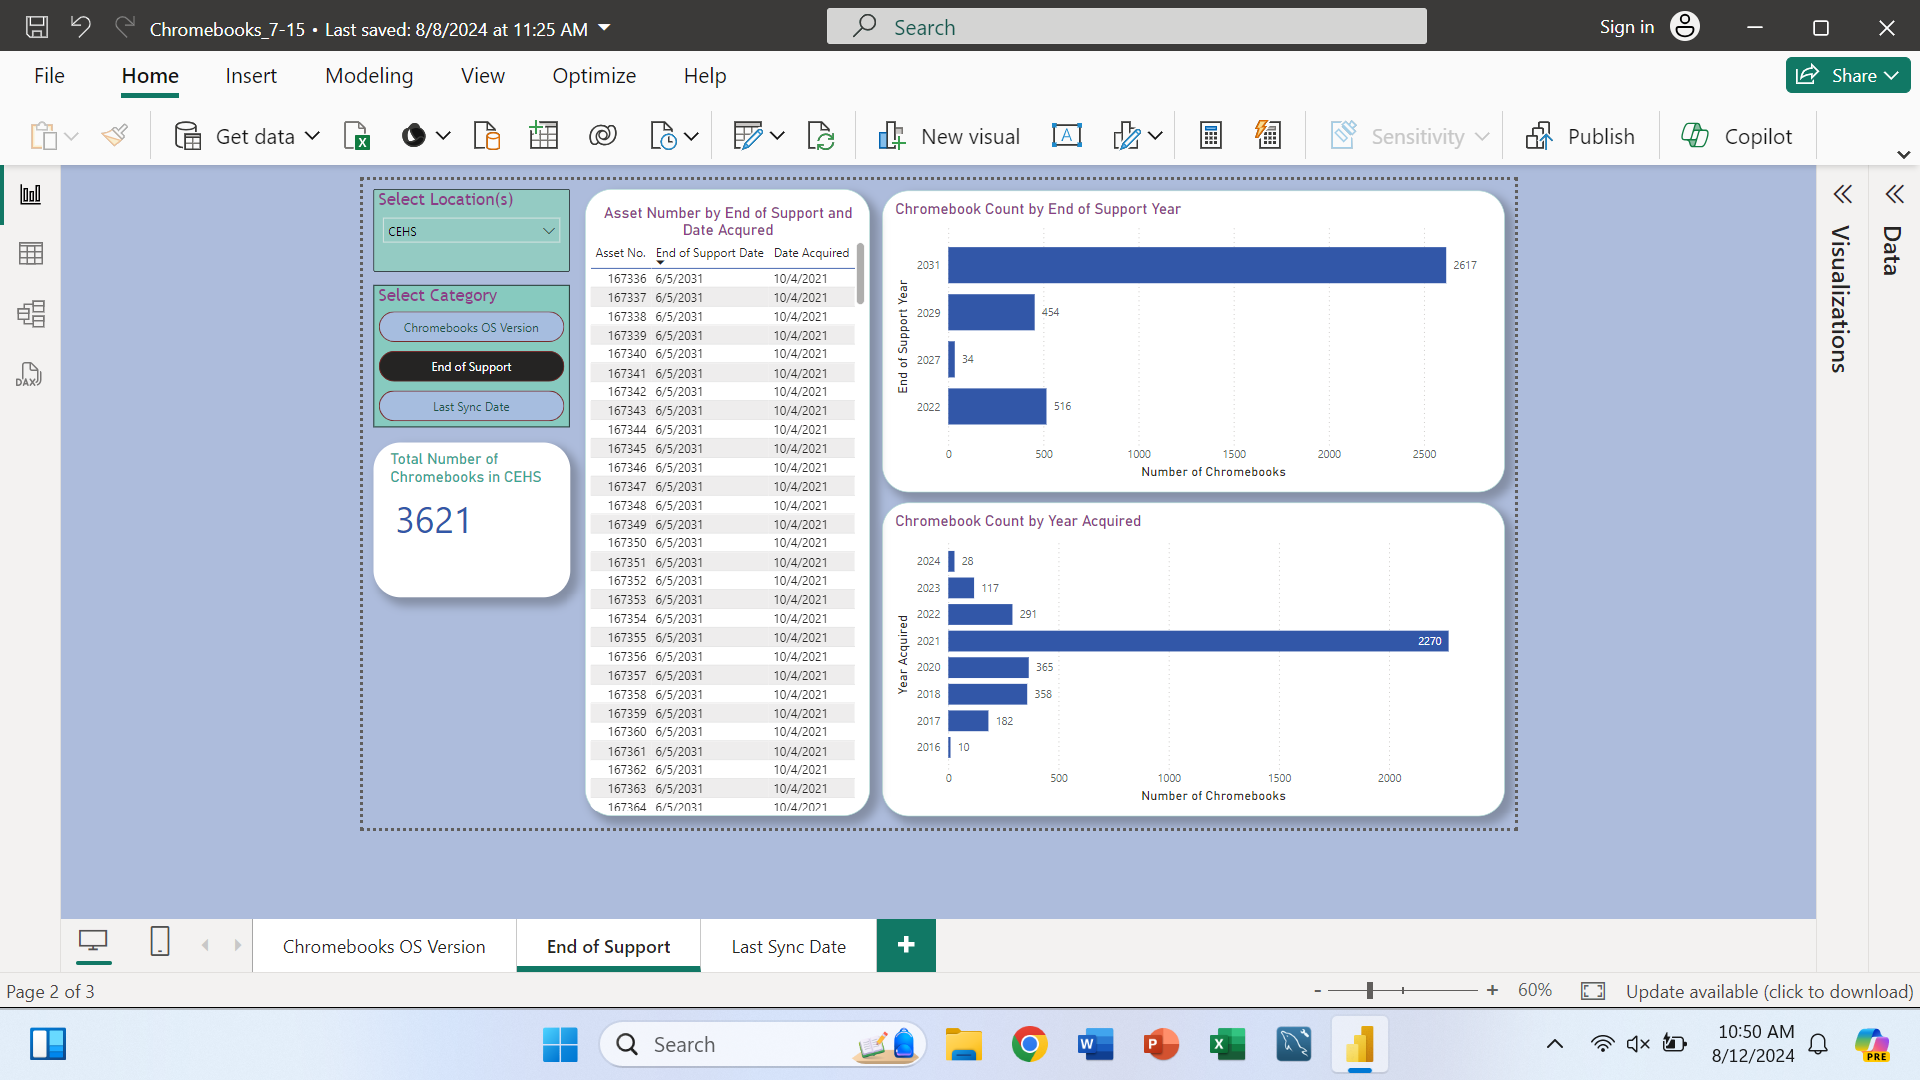 Chromebooks_7-15 • Last saved: 8/8/2024 at 11:25 AM
Search
Sign in
File Home Insert Modeling View Optimize Help
Share
Get data
New visual
A
Sensitivity
Publish
Copilot
DAX
Select Location(s)
CEHS
Select Category
Chromebooks OS Version
End of Support
Last Sync Date
Total Number of
Chromebooks in CEHS
3621
Asset Number by End of Support and
Date Acqured
Asset No. End of Support Date Date Acquired
167336 6/5/2031 10/4/2021
167337 6/5/2031 10/4/2021
167338 6/5/2031 10/4/2021
167339 6/5/2031 10/4/2021
167340 6/5/2031 10/4/2021
167341 6/5/2031 10/4/2021
167342 6/5/2031 10/4/2021
167343 6/5/2031 10/4/2021
167344 6/5/2031 10/4/2021
167345 6/5/2031 10/4/2021
167346 6/5/2031 10/4/2021
167347 6/5/2031 10/4/2021
167348 6/5/2031 10/4/2021
167349 6/5/2031 10/4/2021
167350 6/5/2031 10/4/2021
167351 6/5/2031 10/4/2021
167352 6/5/2031 10/4/2021
167353 6/5/2031 10/4/2021
167354 6/5/2031 10/4/2021
167355 6/5/2031 10/4/2021
167356 6/5/2031 10/4/2021
167357 6/5/2031 10/4/2021
167358 6/5/2031 10/4/2021
167359 6/5/2031 10/4/2021
167360 6/5/2031 10/4/2021
167361 6/5/2031 10/4/2021
167362 6/5/2031 10/4/2021
167363 6/5/2031 10/4/2021
167364 6/5/2031 10/4/2021
Chromebook Count by End of Support Year
End of Support Year
2031 2617
2029 454
2027 34
2022 516
0 500 1000 1500 2000 2500
Number of Chromebooks
Chromebook Count by Year Acquired
Year Acquired
2024 28
2023 117
2022 291
2021 2270
2020 365
2018 358
2017 182
2016 10
0 500 1000 1500 2000
Number of Chromebooks
Visualizations
Data
Chromebooks OS Version
End of Support
Last Sync Date
Page 2 of 3
60%
Update available (click to download)
Search
W
P
X
10:50 AM
8/12/2024
PRE